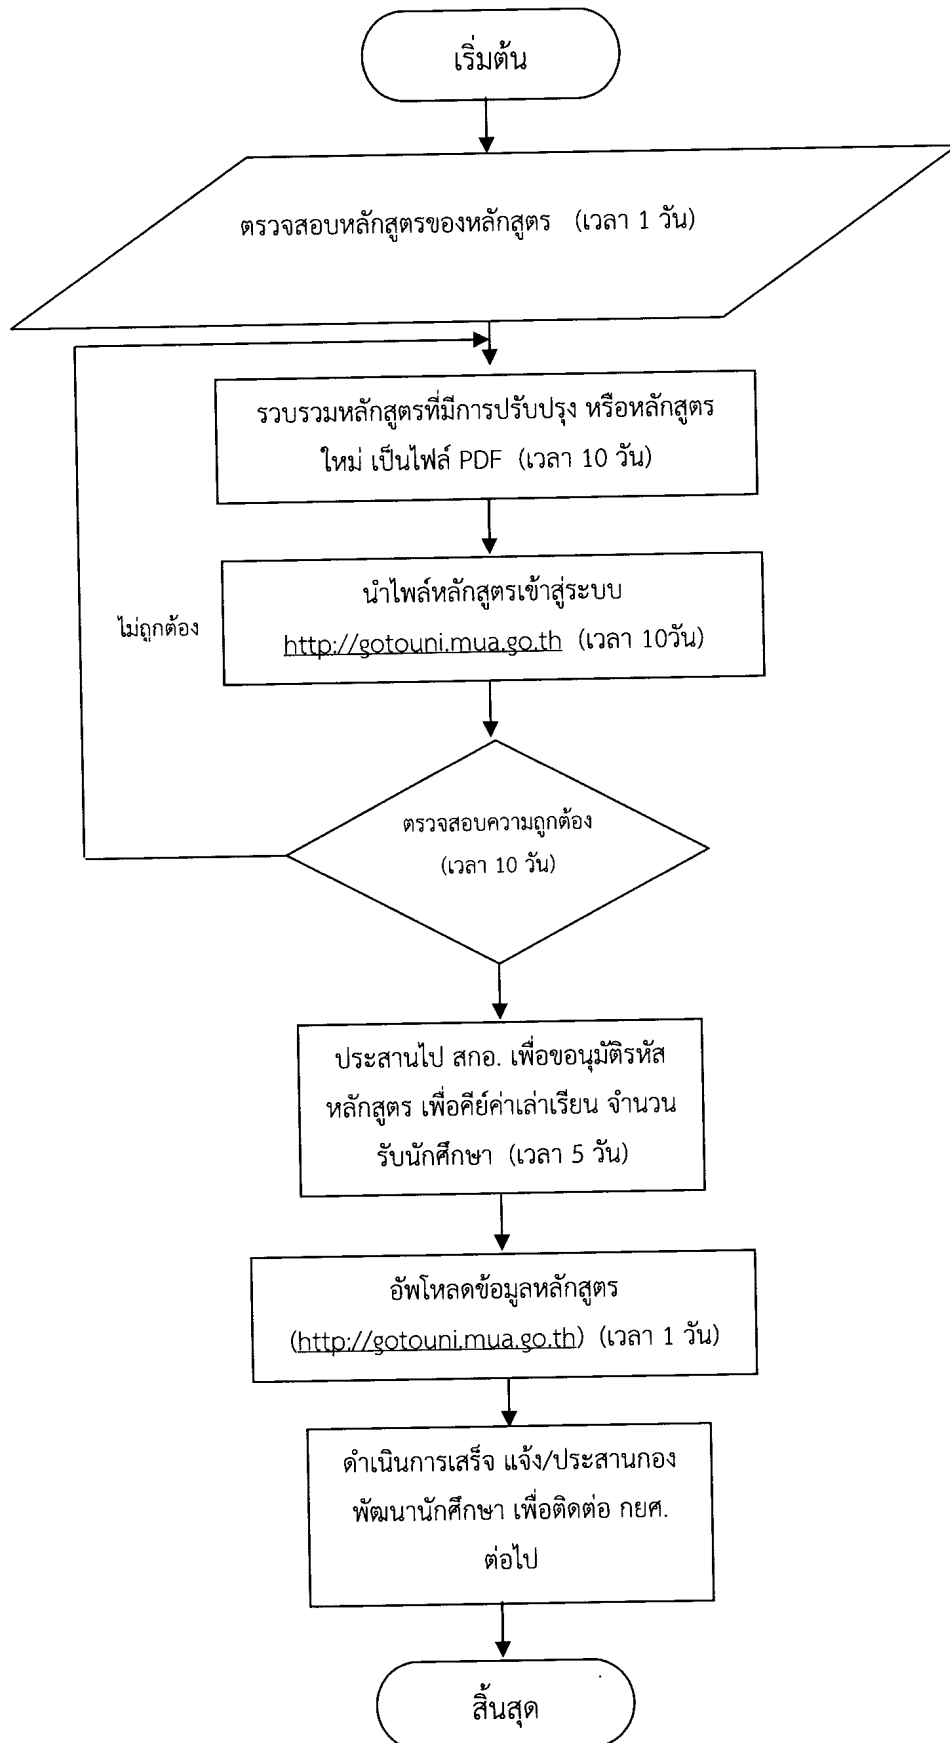 เริ่มต้น
ตรวจสอบหลักสูตรของหลักสูตร (เวลา 1 วัน)
รวบรวมหลักสูตรที่มีการปรับปรุง หรือหลักสูตร
ใหม่ เป็นไฟล์ PDF (เวลา 10 วัน)
นำไพล์หลักสูตรเข้าสู่ระบบ
http://gotouni.mua.go.th (เวลา 10วัน)
ไม่ถูกต้อง
ตรวจสอบความถูกต้อง
(เวลา 10 วัน)
ประสานไป สกอ. เพื่อขอนุมัติรหัส
หลักสูตร เพื่อคีย์ค่าเล่าเรียน จำนวน
รับนักศึกษา (เวลา 5 วัน)
อัพโหลดข้อมูลหลักสูตร
(http://gotouni.mua.go.th) (เวลา 1 วัน)
ดำเนินการเสร็จ แจ้ง/ประสานกอง
พัฒนานักศึกษา เพื่อติดต่อ กยศ.
ต่อไป
สิ้นสุด